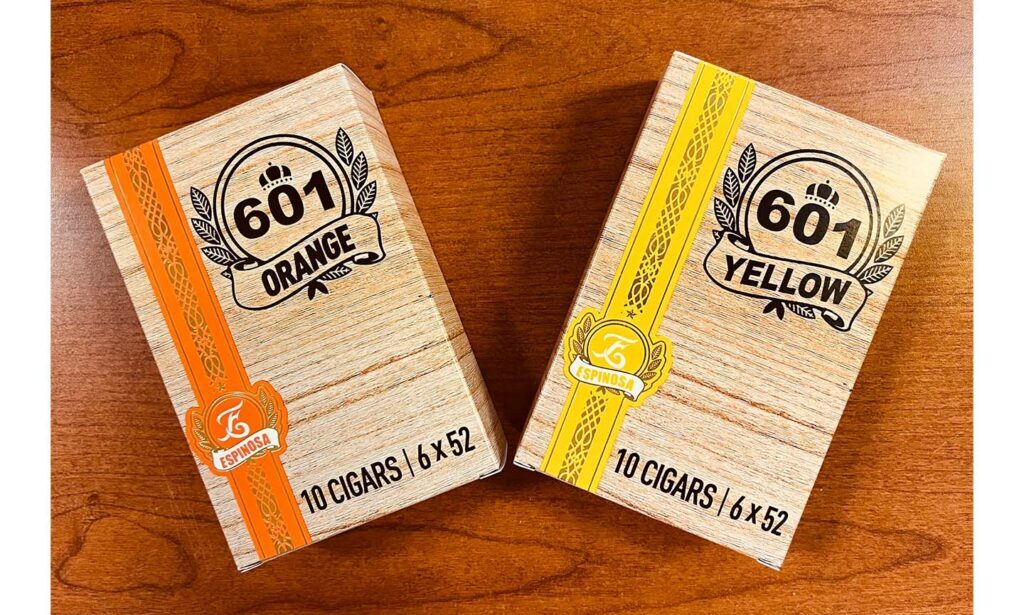 601
ORANGE
E
ESPINOSA
10 CIGARS | 6 X 52
601
YELLOW
E
ESPINOSA
10 CIGARS | 6 X 52